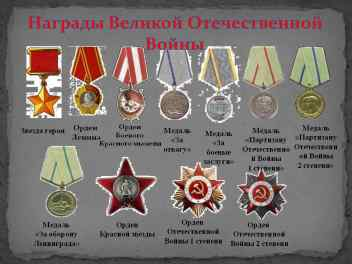 Награды Великой Отечественной
Войны
Звезда героя
Орден
Ленина
Орден
Боевого
Красного знамени
Медаль
«За
отвагу»
Медаль
«За
боевые
заслуги»
Медаль
«Партизану
Отечественно
й Войны
1 степени»
Медаль
«Партизану
Отечественн
ой Войны
2 степени»
Медаль
«За оборону
Ленинграда»
Орден
Красной звезды
Орден
Отечественной
Войны 1 степени
Орден
Отечественной
Войны 2 степени